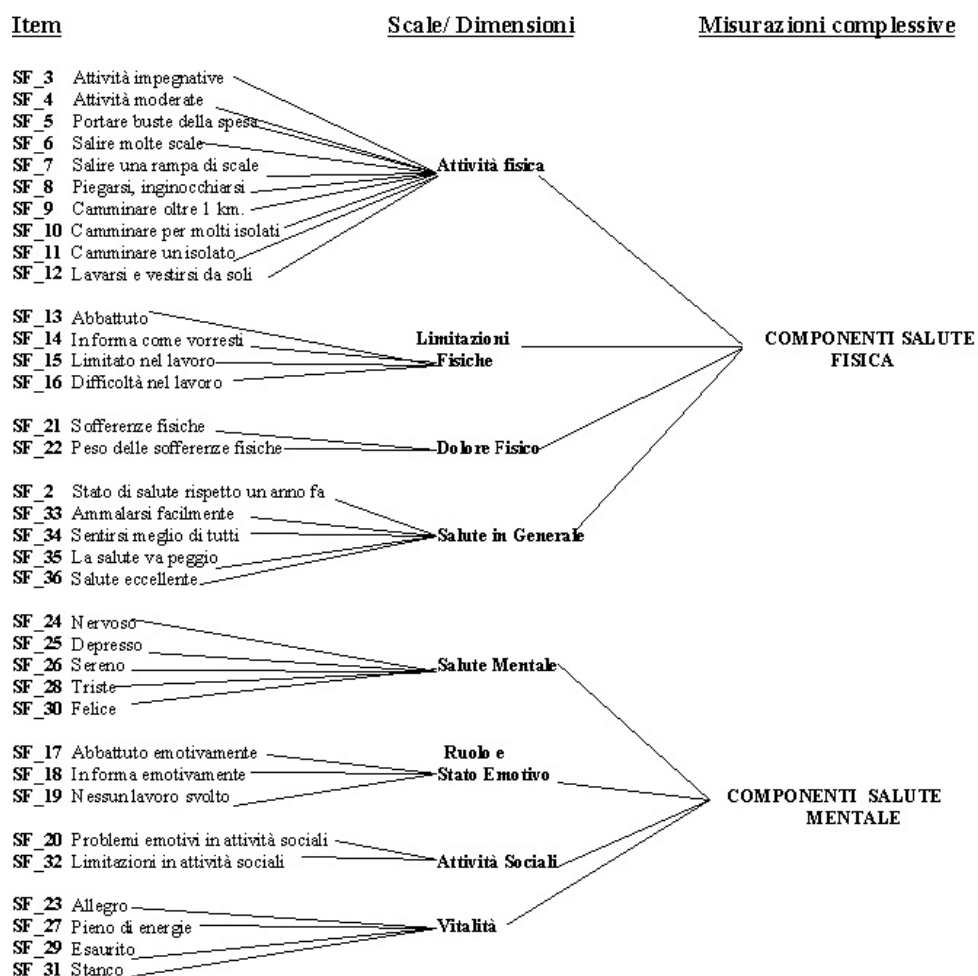 Item Scale/ Dimensioni Misurazioni complessive
SF_3 Attività impegnative
SF_4 Attività moderate
SF_5 Portare buste della spesa
SF_6 Salire molte scale
SF_7 Salire una rampa di scale Attività fisica
SF_8 Piegarsi, inginocchiarsi
SF_9 Camminare oltre 1 km.
SF_10 Camminare per molti isolati
SF_11 Camminare un isolato
SF_12 Lavarsi e vestirsi da soli
SF_13 Abbattuto
SF_14 Informa come vorresti Limitazioni COMPONENTI SALUTE
SF_15 Limitato nel lavoro Fisiche FISICA
SF_16 Difficoltà nel lavoro
SF_21 Sofferenze fisiche
SF_22 Peso delle sofferenze fisiche Dolore Fisico
SF_2 Stato di salute rispetto un anno fa
SF_33 Ammalarsi facilmente
SF_34 Sentirsi meglio di tutti Salute in Generale
SF_35 La salute va peggio
SF_36 Salute eccellente
SF_24 Nervoso
SF_25 Depresso
SF_26 Sereno Salute Mentale
SF_28 Triste
SF_30 Felice
SF_17 Abbattuto emotivamente Ruolo e
SF_18 Informa emotivamente Stato Emotivo
SF_19 Nessun lavoro svolto COMPONENTI SALUTE
MENTALE
SF_20 Problemi emotivi in attività sociali
SF_32 Limitazioni in attività sociali Attività Sociali
SF_23 Allegro
SF_27 Pieno di energie Vitalità
SF_29 Esaurito
SF_31 Stanco